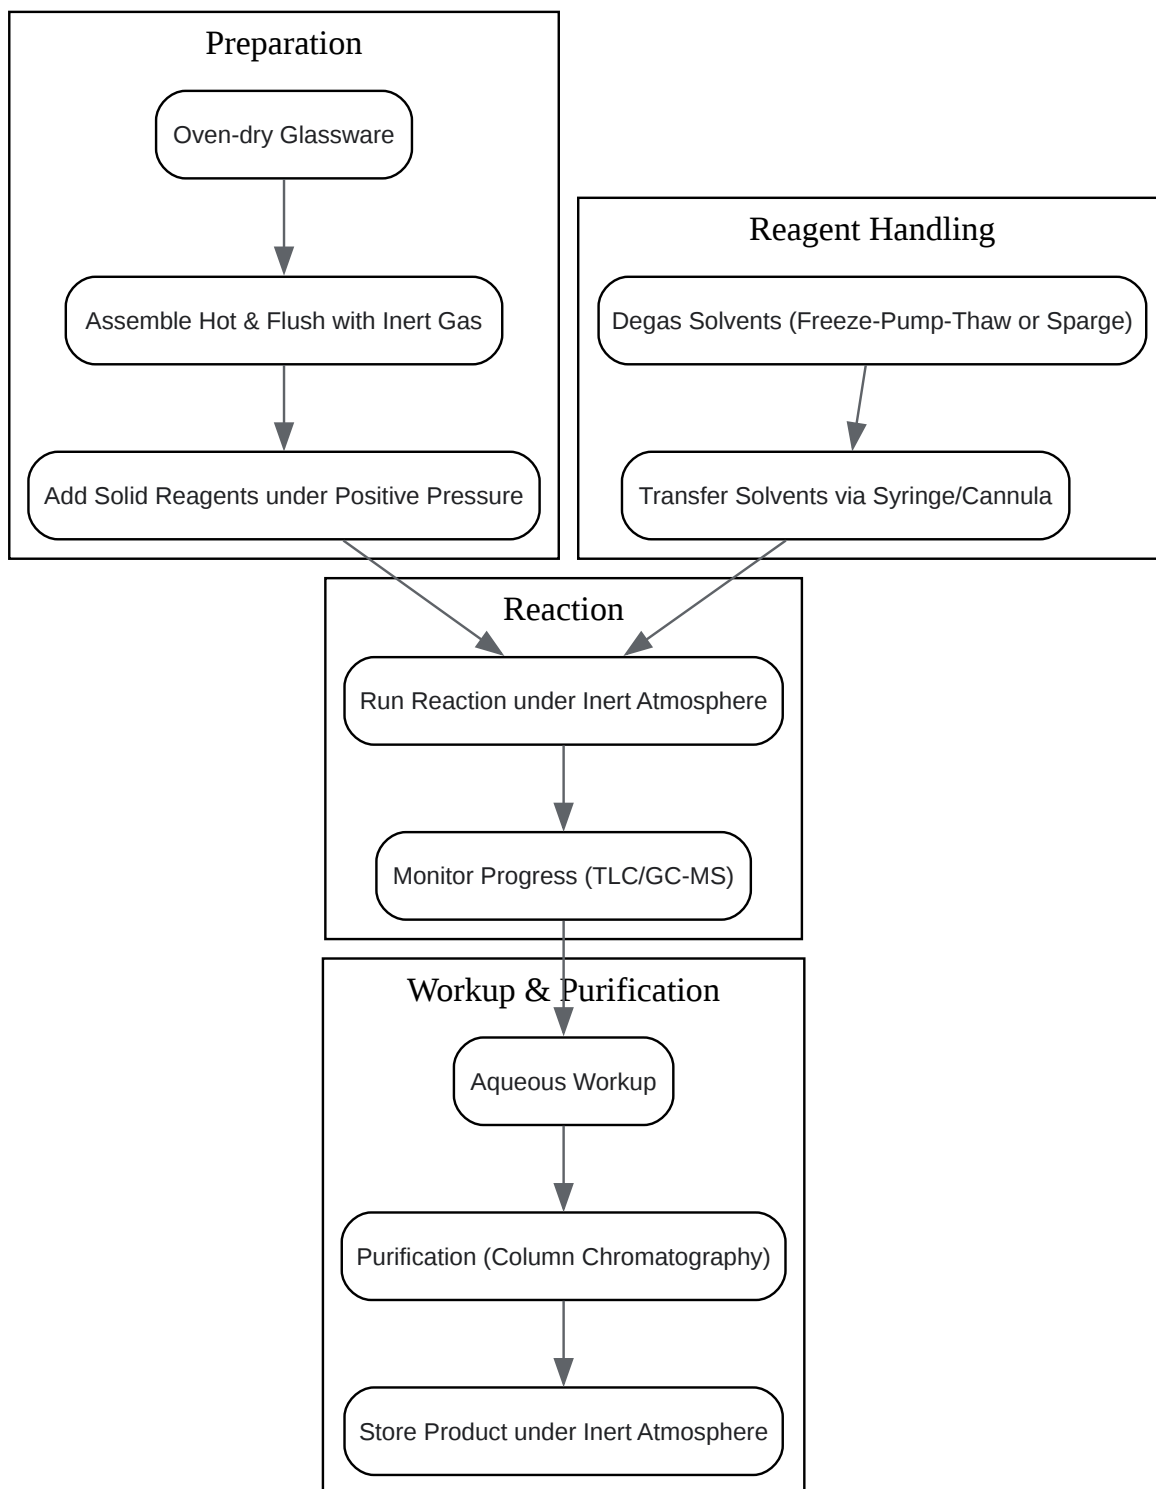 Preparation
Oven-dry Glassware
Assemble Hot & Flush with Inert Gas
Add Solid Reagents under Positive Pressure
Reagent Handling
Degas Solvents (Freeze-Pump-Thaw or Sparge)
Transfer Solvents via Syringe/Cannula
Reaction
Run Reaction under Inert Atmosphere
Monitor Progress (TLC/GC-MS)
Workup & Purification
Aqueous Workup
Purification (Column Chromatography)
Store Product under Inert Atmosphere